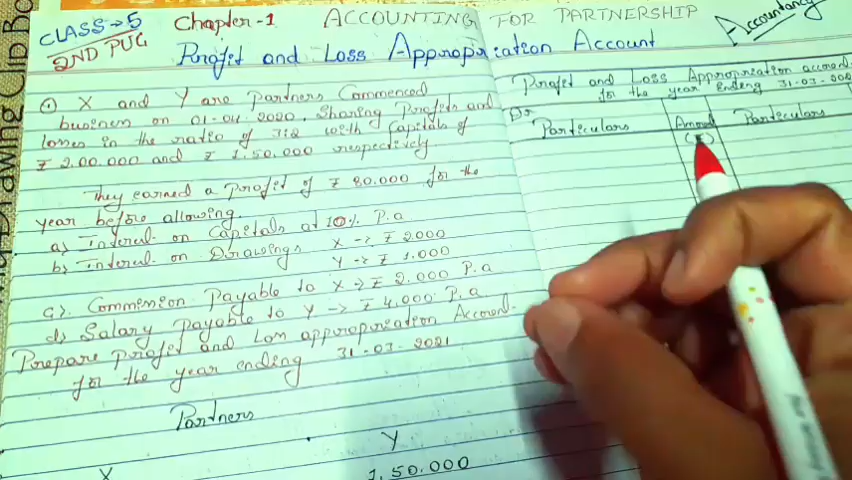 CLASS → 5
2ND PUC
Chapter-1
ACCOUNTING FOR PARTNERSHIP
Accountancy
Profit and Loss Appropriation Account
① X and Y are Partners Commenced
business on 01-04-2020, Sharing Profits and
losses in the ratio of 3:2 with Capitals of
₹ 2,00,000 and ₹ 1,50,000 respectively
They earned a Profit of ₹ 80,000 for the
year before allowing.
a) Interest on Capitals at 10% P.a
b) Interest on Drawings X → ₹ 2000
Y → ₹ 1,000
c). Commission Payable to X → ₹ 2,000 P.a
d) Salary Payable to Y → ₹ 4,000 P.a
Prepare Profit and Loss appropriation Account
for the year ending 31-03-2021
Partners
X
Y
1,50,000
Profit and Loss Appropriation account
for the year Ending 31-03-
Dr
Particulars
Amount
Particulars